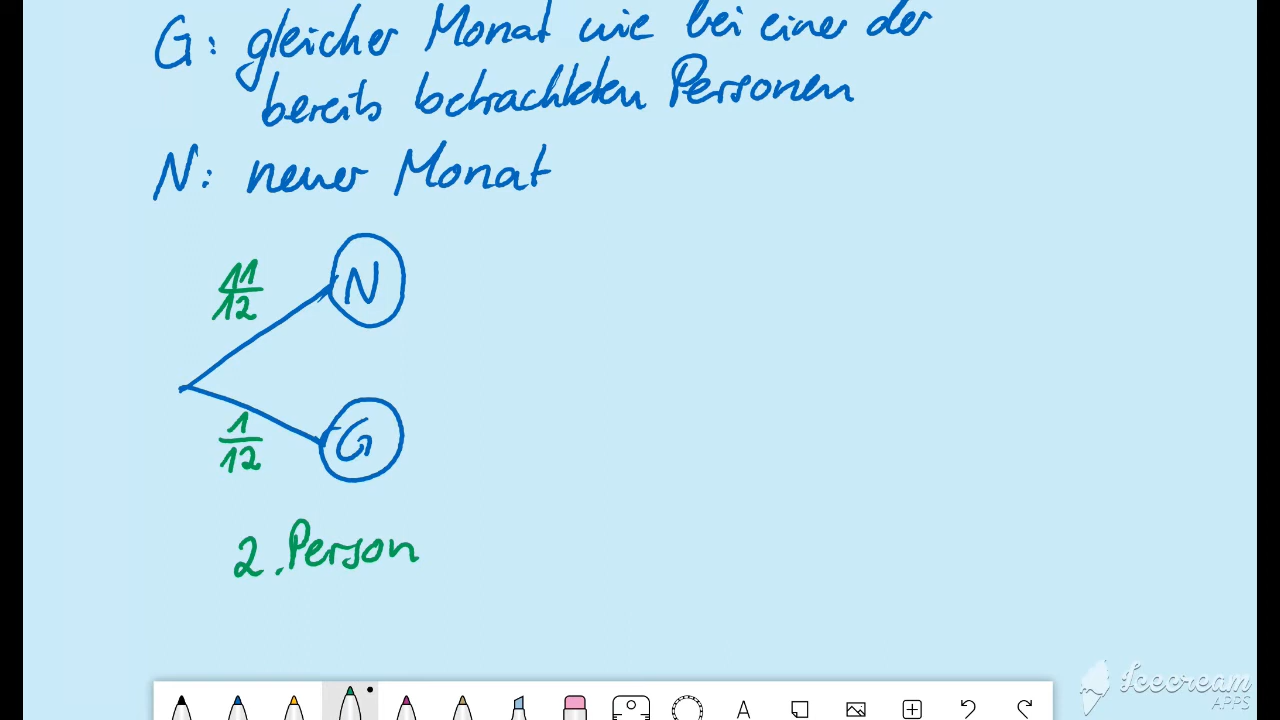 G: gleicher Monat wie bei einer der
bereits betrachteten Personen
N: neuer Monat
11
12
N
1
12
G
2. Person
A
Icecream
APPS